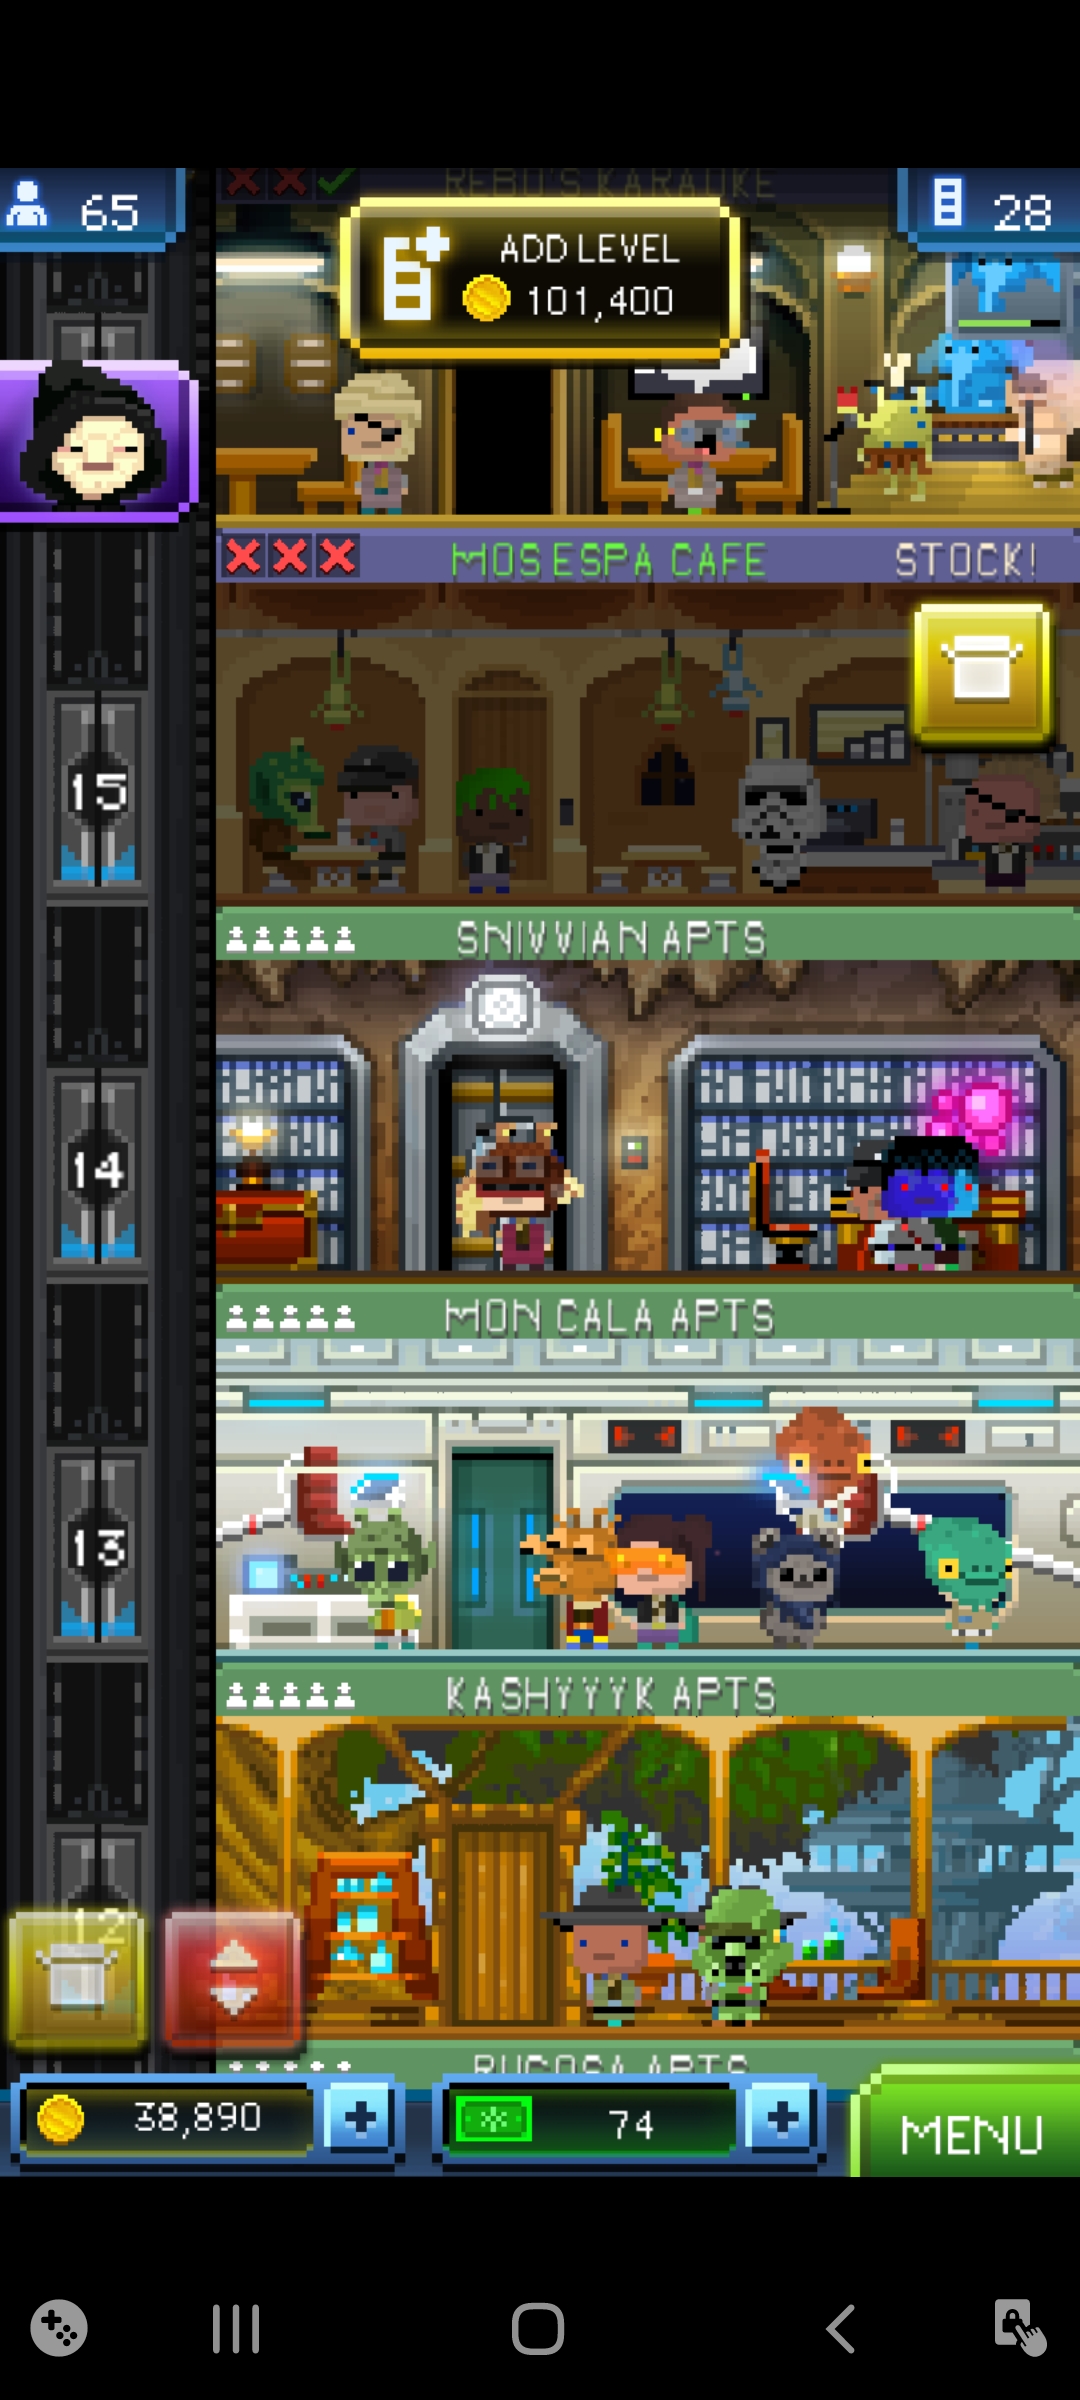 REBO'S KARAOKE
65
28
ADD LEVEL
101,400
MOS ESPA CAFE
STOCK!
15
SNIVVIAN APTS
14
MON CALA APTS
13
KASHYYYK APTS
12
RUGOSA APTS
38,890
74
MENU